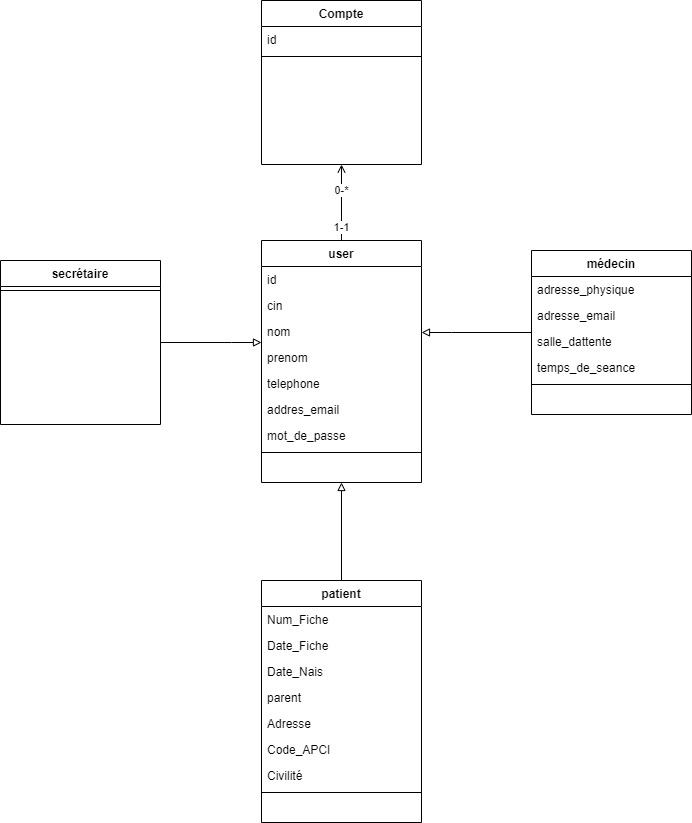 Compte
id
0-*
1-1
user
id
cin
nom
prenom
telephone
addres_email
mot_de_passe
secrétaire
médecin
adresse_physique
adresse_email
salle_dattente
temps_de_seance
patient
Num_Fiche
Date_Fiche
Date_Nais
parent
Adresse
Code_APCI
Civilité